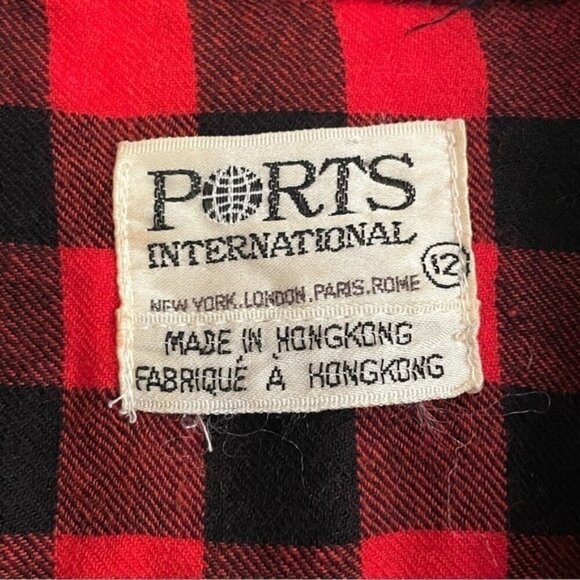 PORTS
INTERNATIONAL
NEW YORK.LONDON.PARIS.ROME 12
MADE IN HONGKONG
FABRIQUÉ A HONGKONG